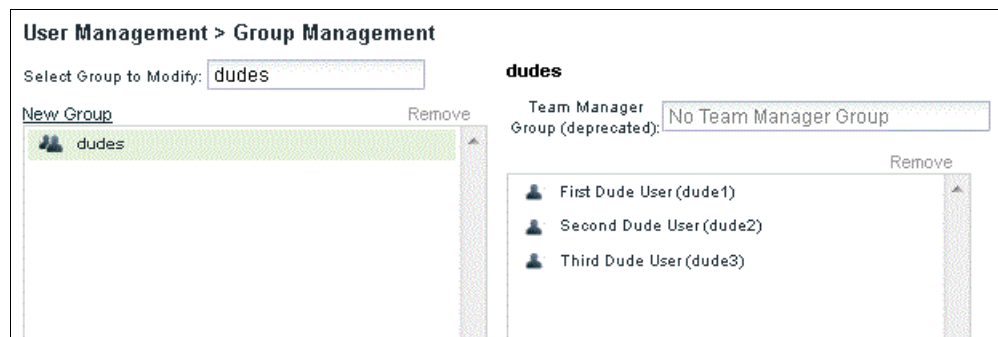 User Management > Group Management
Select Group to Modify: dudes
New Group Remove
dudes
dudes
Team Manager
Group (deprecated): No Team Manager Group
Remove
First Dude User (dude1)
Second Dude User (dude2)
Third Dude User (dude3)